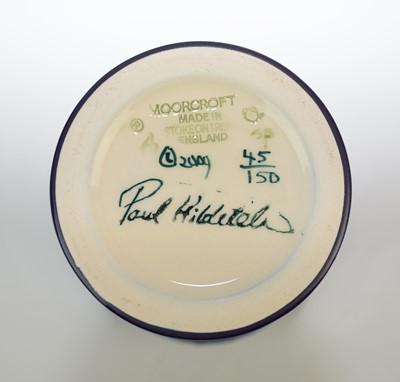 MOORCROFT
MADE IN
STOKE ON TRENT
ENGLAND
© 2009 45/150
Paul Hilditch